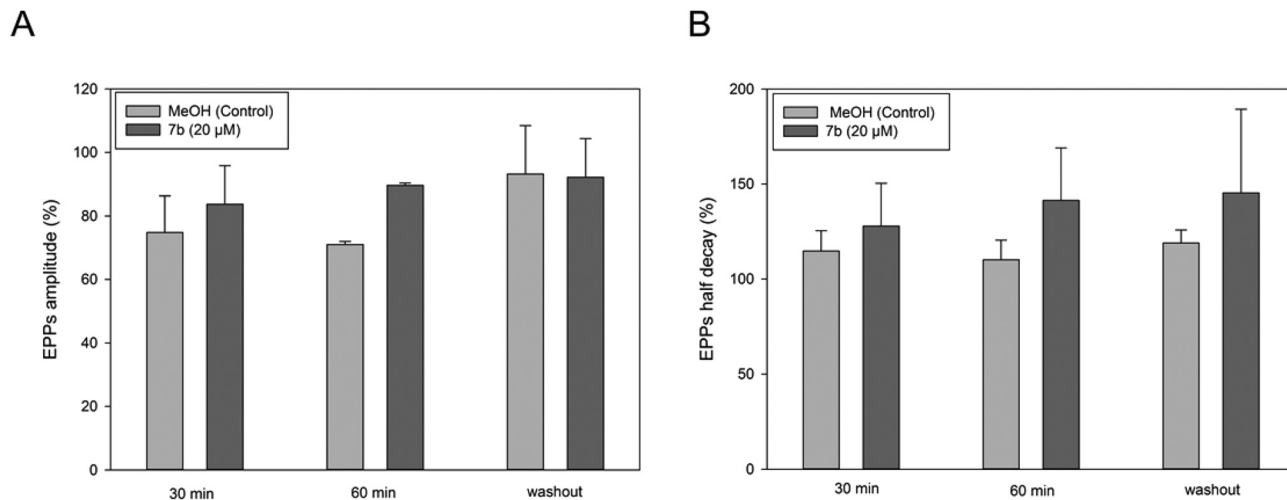 A
EPPs amplitude (%)
120
100
80
60
40
20
0
MeOH (Control)
7b (20 µM)
30 min
60 min
washout
B
EPPs half decay (%)
200
150
100
50
0
MeOH (Control)
7b (20 µM)
30 min
60 min
washout